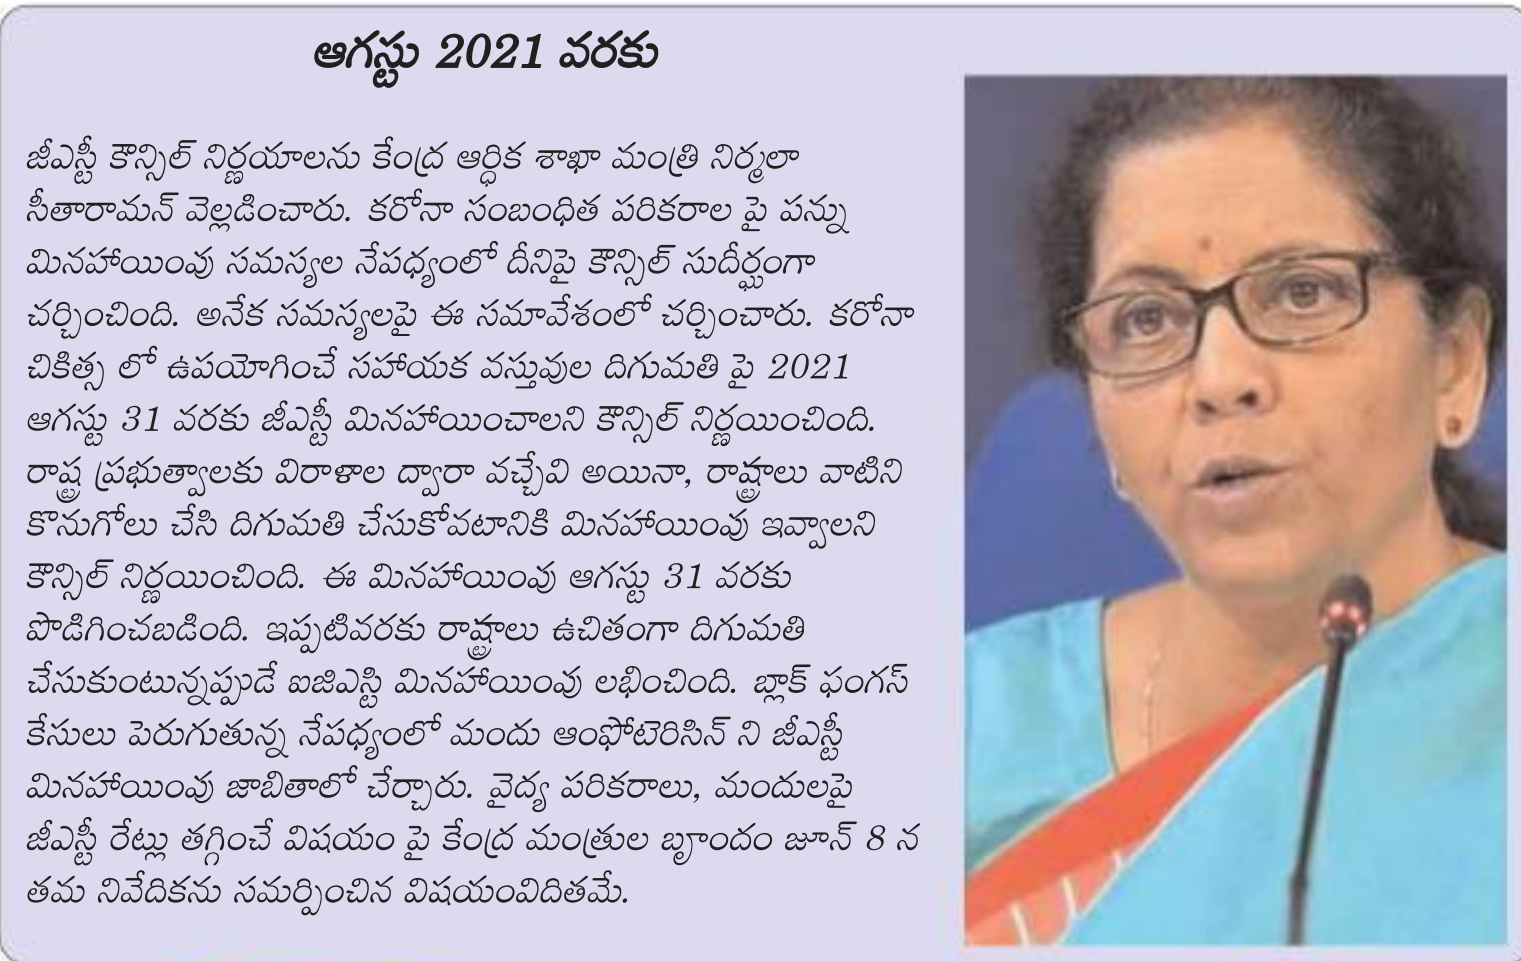 ఆగస్టు 2021 వరకు
జీఎస్టీ కౌన్సిల్ నిర్ణయాలను కేంద్ర ఆర్ధిక శాఖా మంత్రి నిర్మలా
సీతారామన్ వెల్లడించారు. కరోనా సంబంధిత పరికరాల పై పన్ను
మినహాయింపు సమస్యల నేపధ్యంలో దీనిపై కౌన్సిల్ సుదీర్ఘంగా
చర్చించింది. అనేక సమస్యలపై ఈ సమావేశంలో చర్చించారు. కరోనా
చికిత్స లో ఉపయోగించే సహాయక వస్తువుల దిగుమతి పై 2021
ఆగస్టు 31 వరకు జీఎస్టీ మినహాయించాలని కౌన్సిల్ నిర్ణయించింది.
రాష్ట్ర ప్రభుత్వాలకు విరాళాల ద్వారా వచ్చేవి అయినా, రాష్ట్రాలు వాటిని
కొనుగోలు చేసి దిగుమతి చేసుకోవటానికి మినహాయింపు ఇవ్వాలని
కౌన్సిల్ నిర్ణయించింది. ఈ మినహాయింపు ఆగస్టు 31 వరకు
పొడిగించబడింది. ఇప్పటివరకు రాష్ట్రాలు ఉచితంగా దిగుమతి
చేసుకుంటున్నప్పుడే ఐజిఎస్టి మినహాయింపు లభించింది. బ్లాక్ ఫంగస్
కేసులు పెరుగుతున్న నేపధ్యంలో మందు ఆంఫోటెరిసిన్ ని జీఎస్టీ
మినహాయింపు జాబితాలో చేర్చారు. వైద్య పరికరాలు, మందులపై
జీఎస్టీ రేట్లు తగ్గించే విషయం పై కేంద్ర మంత్రుల బృందం జూన్ 8 న
తమ నివేదికను సమర్పించిన విషయంవిదితమే.